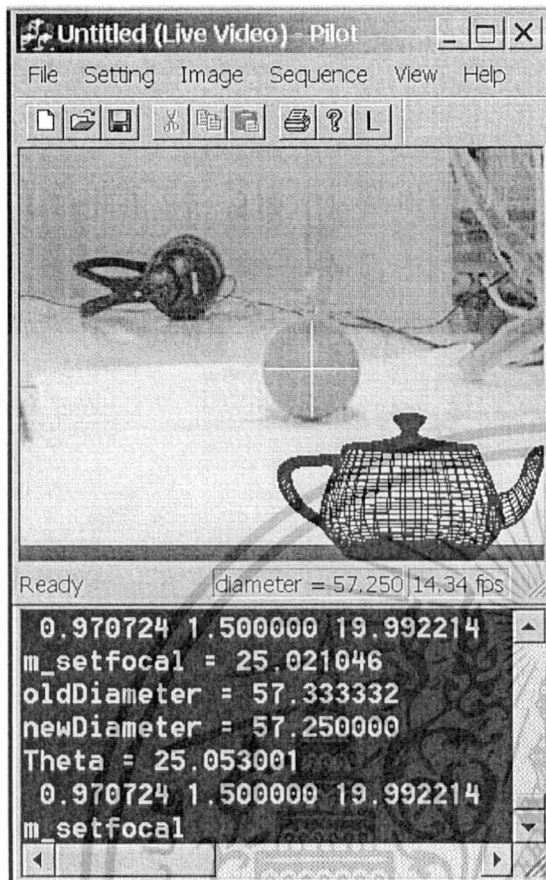 Untitled (Live Video) - Pilot
File Setting Image Sequence View Help
L
Ready diameter = 57.250 14.34 fps
0.970724 1.500000 19.992214
m_setfocal = 25.021046
oldDiameter = 57.333332
newDiameter = 57.250000
Theta = 25.053001
0.970724 1.500000 19.992214
m_setfocal